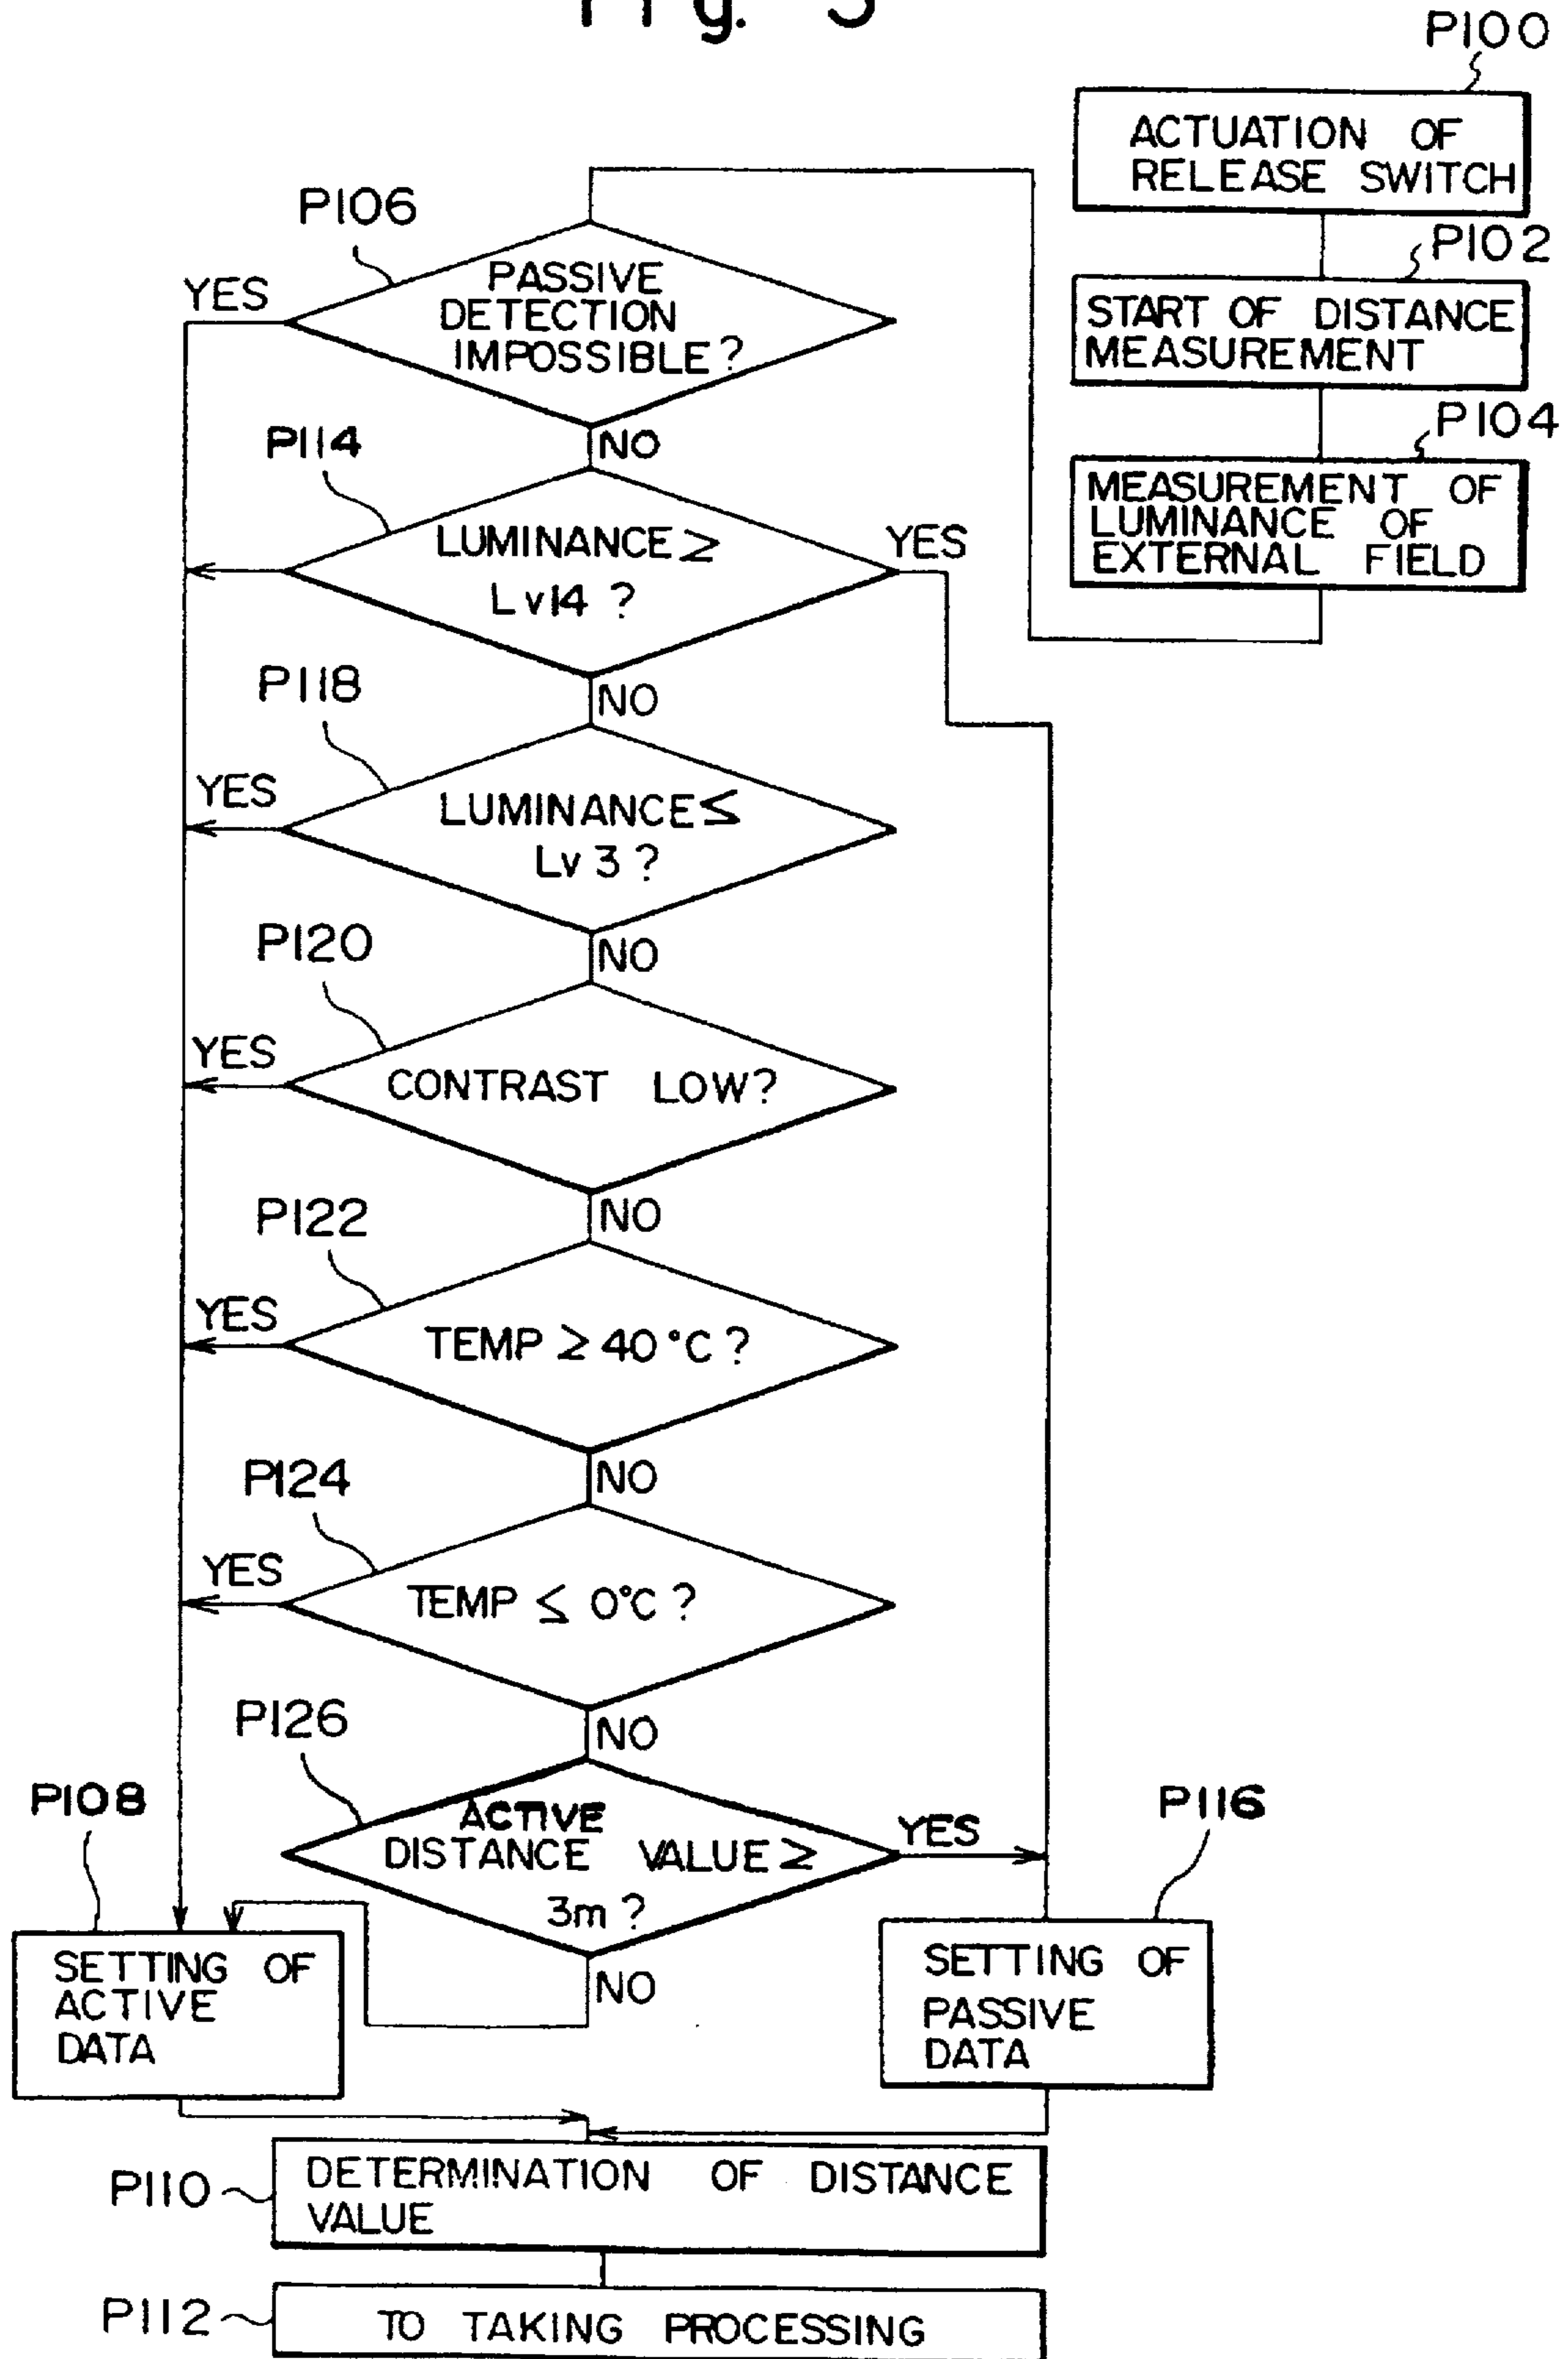 Fig. 5
P100
ACTUATION OF
RELEASE SWITCH
P102
START OF DISTANCE
MEASUREMENT
P104
MEASUREMENT OF
LUMINANCE OF
EXTERNAL FIELD
P106
PASSIVE
DETECTION
IMPOSSIBLE?
YES
NO
P114
LUMINANCE ≥
Lv14 ?
YES
NO
P118
LUMINANCE ≤
Lv 3 ?
YES
NO
P120
CONTRAST LOW?
YES
NO
P122
TEMP ≥ 40°C ?
YES
NO
P124
TEMP ≤ 0°C ?
YES
NO
P126
ACTIVE
DISTANCE VALUE ≥
3m ?
YES
NO
P108
SETTING OF
ACTIVE
DATA
P116
SETTING OF
PASSIVE
DATA
P110
DETERMINATION OF DISTANCE
VALUE
P112
TO TAKING PROCESSING